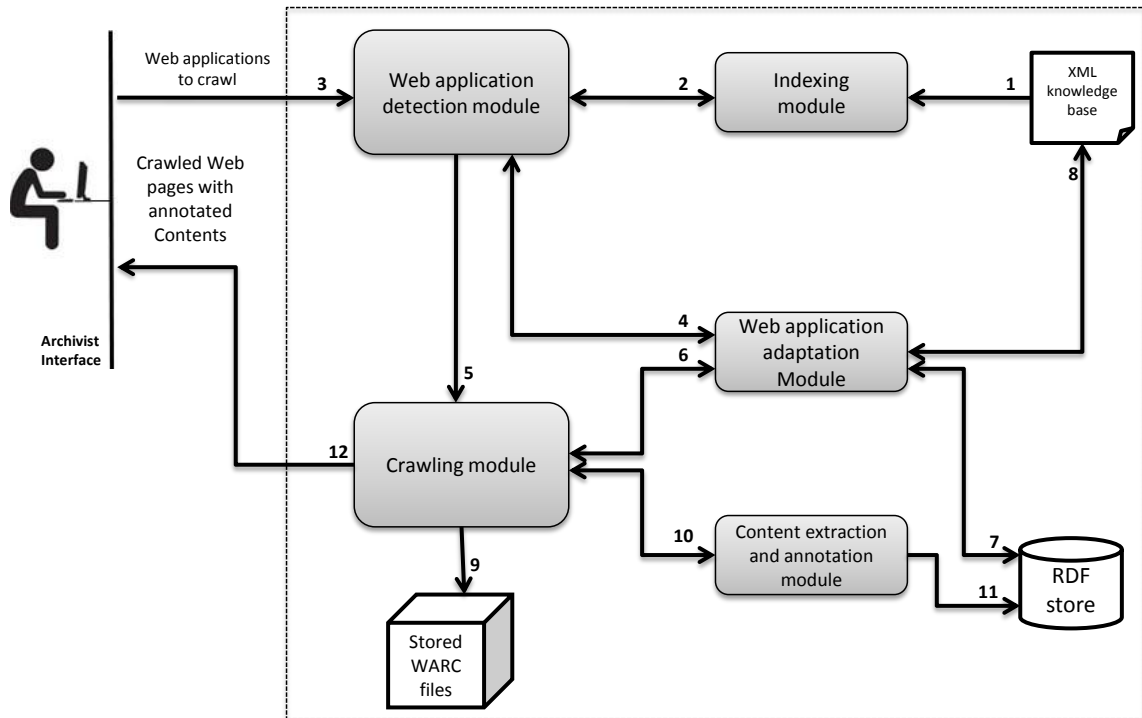 Web applications
to crawl
3
Web application
detection module
2
Indexing
module
1
XML
knowledge
base
8
Crawled Web
pages with
annotated
Contents
Archivist
Interface
4
6
Web application
adaptation
Module
5
12
Crawling module
10
Content extraction
and annotation
module
7
11
RDF
store
9
Stored
WARC
files